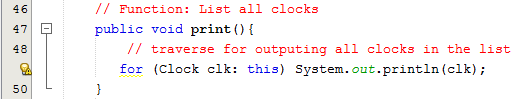 46 // Function: List all clocks
47 public void print(){
48 // traverse for outputing all clocks in the list
for (Clock clk: this) System.out.println(clk);
50 }